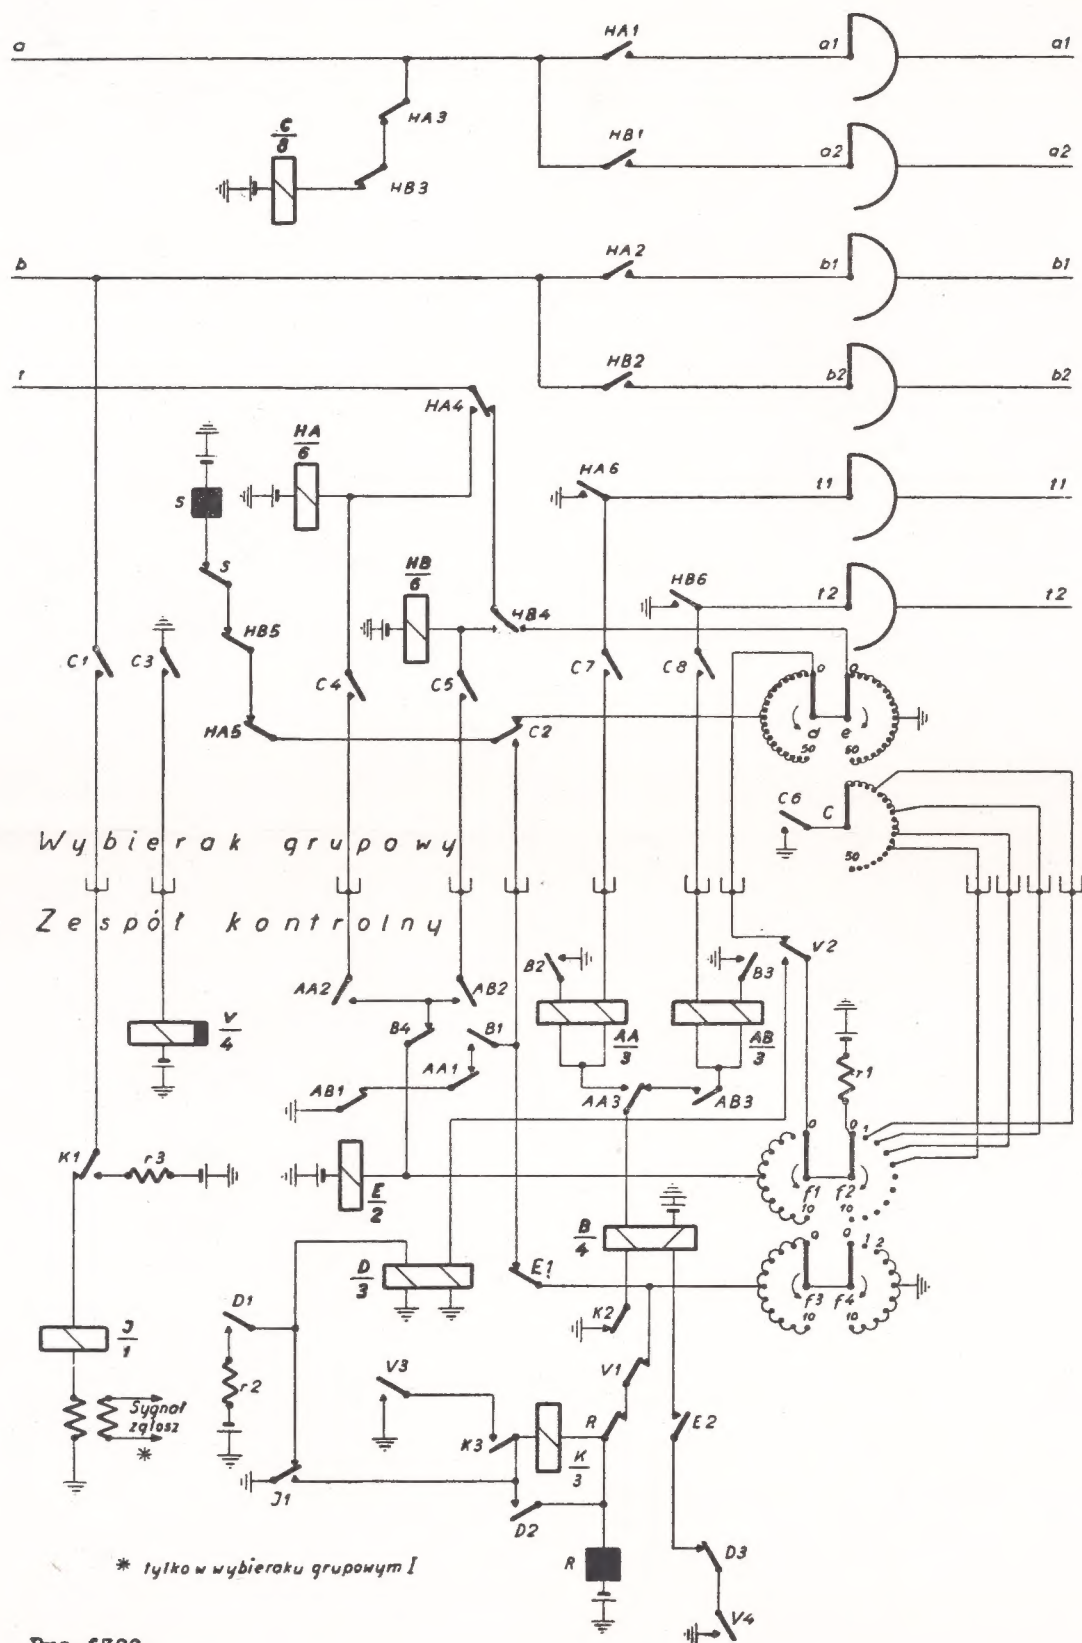 a
HA1
a1
a1
HA3
C
8
HB1
a2
a2
HB3
b
HA2
b1
b1
HB2
b2
b2
t
HA4
HA
6
HA6
t1
t1
S
HB
6
HB6
t2
t2
HB4
S
HB5
C1
C3
C4
C5
C7
C8
o
o
HA5
C2
d
e
50
50
C6
C
50
Wybierak grupowy
Zespół kontrolny
V2
B2
B3
AA2
AB2
B4
B1
AA
3
AB
3
V
4
AA1
AB1
AA3
AB3
r1
o
o
1
K1
r3
E
2
f1
f2
10
10
B
4
o
o
1
2
D
3
E1
f3
f4
10
10
D1
K2
J
1
V1
V3
r2
R
E2
Sygnał
zgłosz
*
K3
K
3
J1
D2
* tylko w wybieraku grupowym I
R
D3
V4